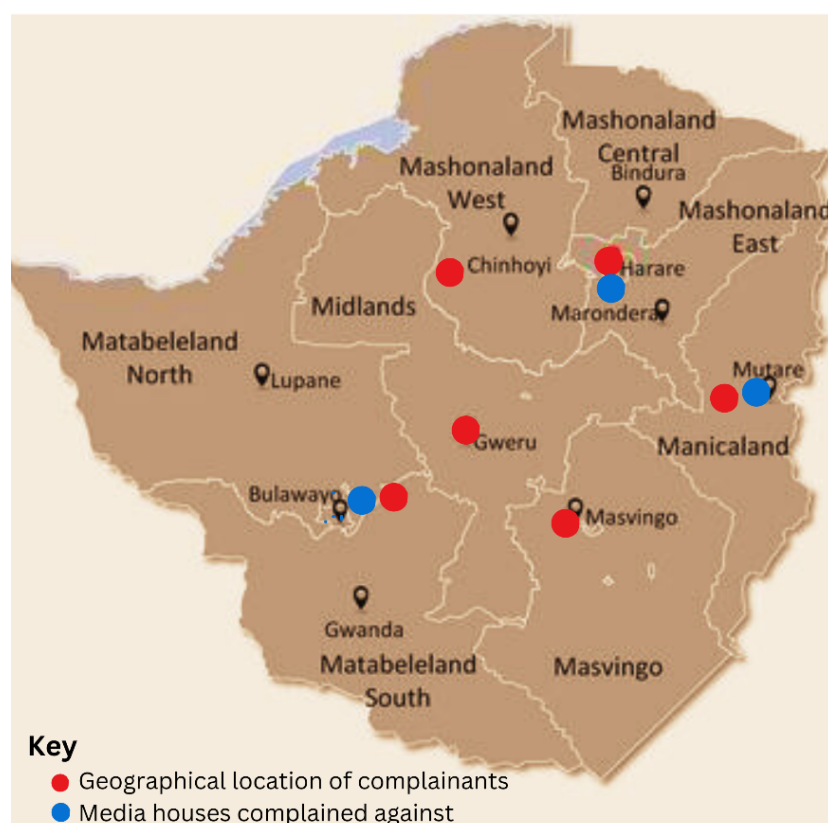 Mashonaland
Central
Bindura
Mashonaland
West
Mashonaland
East
Chinhoyi
Harare
Midlands
Marondera
Matabeleland
North
Lupane
Mutare
Gweru
Manicaland
Bulawayo
Masvingo
Gwanda
Matabeleland
South
Masvingo
Key
Geographical location of complainants
Media houses complained against